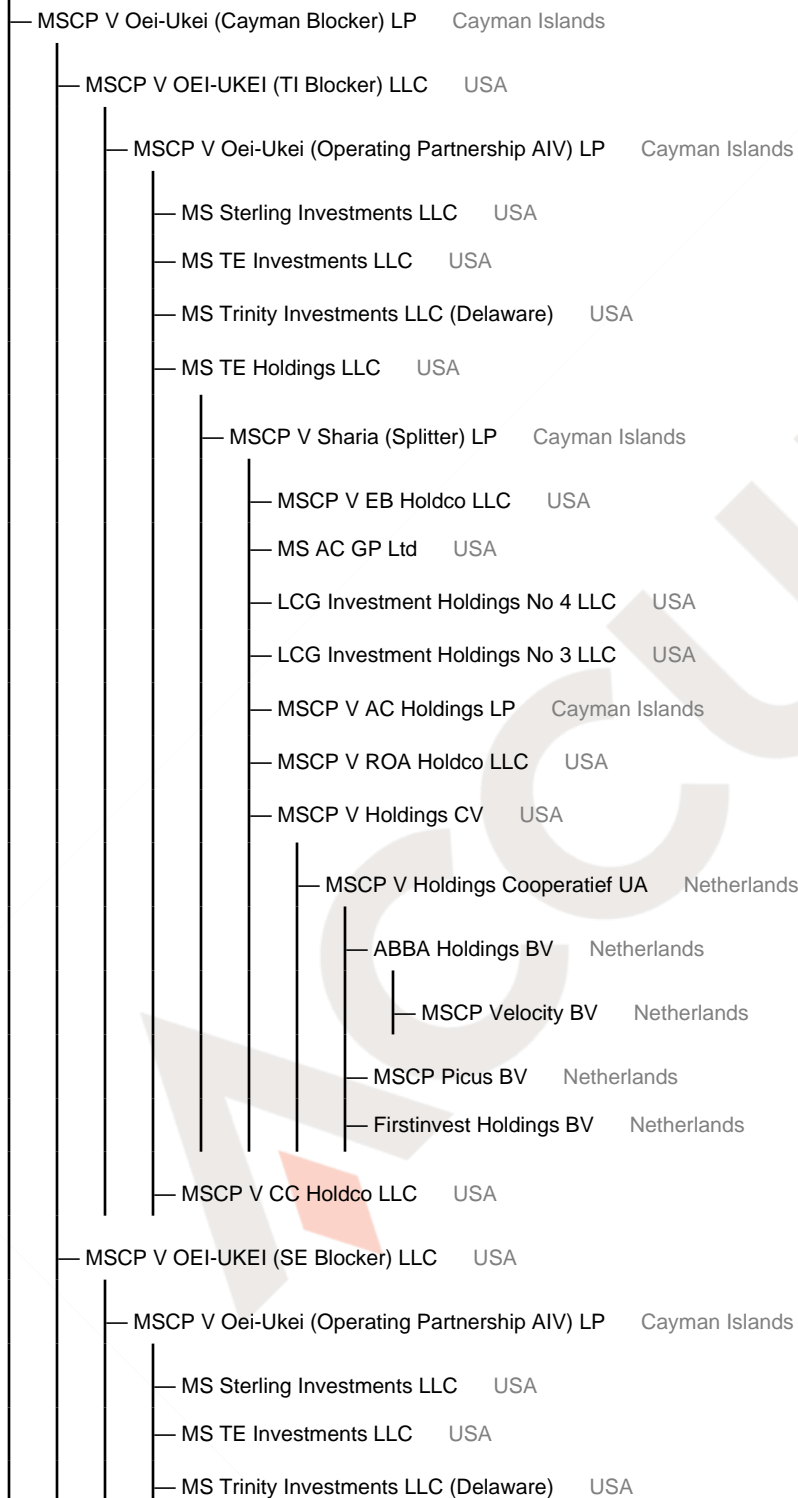 MSCP V Oei-Ukei (Cayman Blocker) LP Cayman Islands
MSCP V OEI-UKEI (TI Blocker) LLC USA
MSCP V Oei-Ukei (Operating Partnership AIV) LP Cayman Islands
MS Sterling Investments LLC USA
MS TE Investments LLC USA
MS Trinity Investments LLC (Delaware) USA
MS TE Holdings LLC USA
MSCP V Sharia (Splitter) LP Cayman Islands
MSCP V EB Holdco LLC USA
MS AC GP Ltd USA
LCG Investment Holdings No 4 LLC USA
LCG Investment Holdings No 3 LLC USA
MSCP V AC Holdings LP Cayman Islands
MSCP V ROA Holdco LLC USA
MSCP V Holdings CV USA
MSCP V Holdings Cooperatief UA Netherlands
ABBA Holdings BV Netherlands
MSCP Velocity BV Netherlands
MSCP Picus BV Netherlands
Firstinvest Holdings BV Netherlands
MSCP V CC Holdco LLC USA
MSCP V OEI-UKEI (SE Blocker) LLC USA
MSCP V Oei-Ukei (Operating Partnership AIV) LP Cayman Islands
MS Sterling Investments LLC USA
MS TE Investments LLC USA
MS Trinity Investments LLC (Delaware) USA